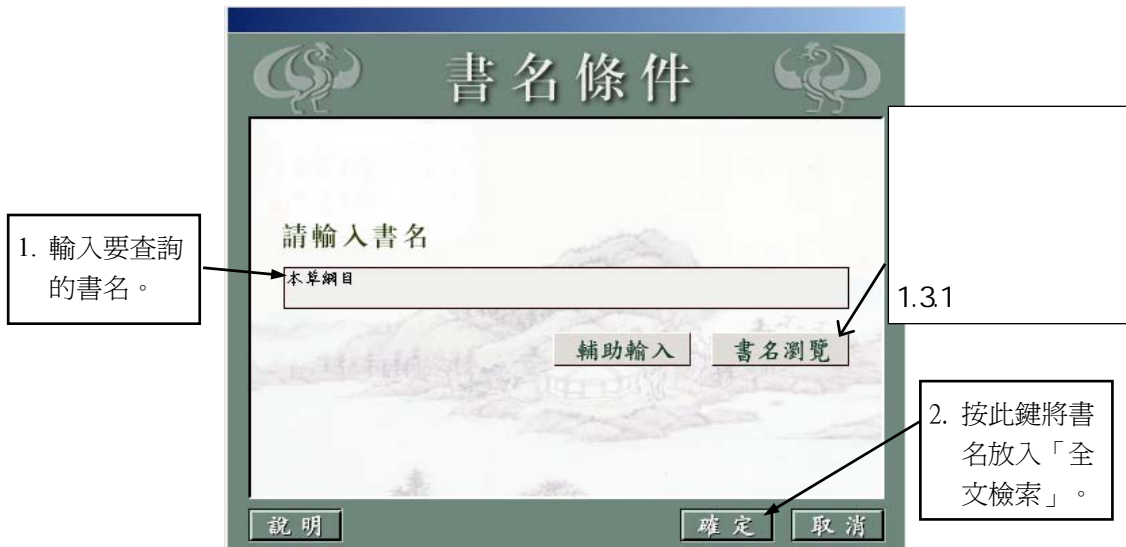 書名條件
請輸入書名
1. 輸入要查詢
的書名。
本草綱目
1.3.1
輔助輸入
書名瀏覽
2. 按此鍵將書
名放入「全
文檢索」。
說明
確定
取消